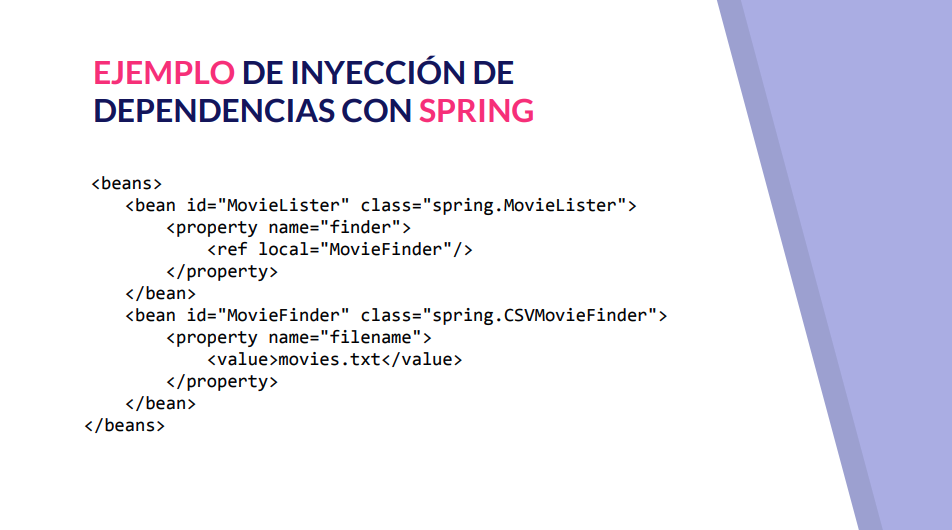 EJEMPLO DE INYECCIÓN DE
DEPENDENCIAS CON SPRING
<beans>
<bean id="MovieLister" class="spring.MovieLister">
<property name="finder">
<ref local="MovieFinder"/>
</property>
</bean>
<bean id="MovieFinder" class="spring.CSVMovieFinder">
<property name="filename">
<value>movies.txt</value>
</property>
</bean>
</beans>